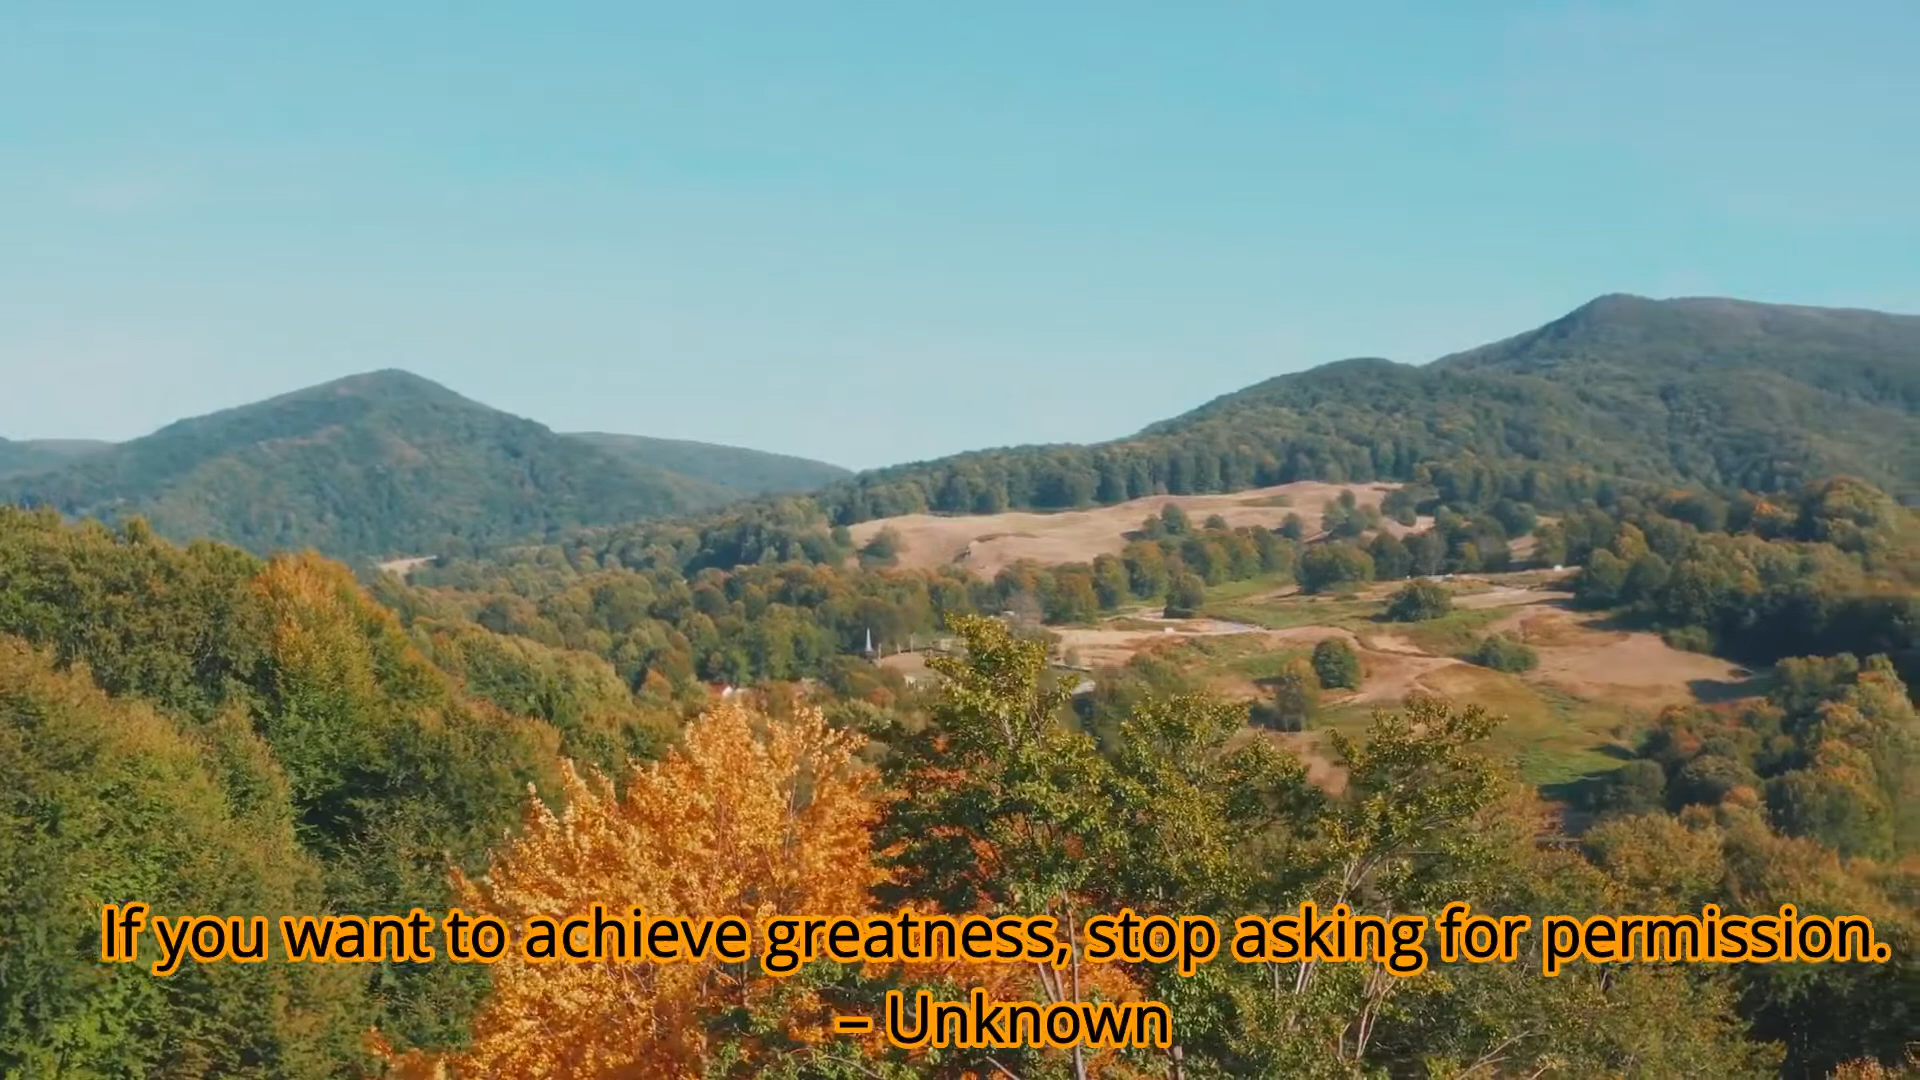 If you want to achieve greatness, stop asking for permission.
– Unknown